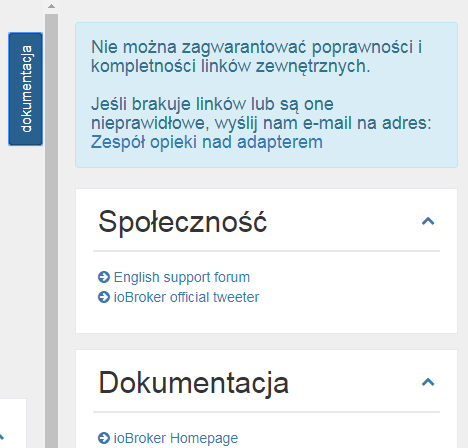 dokumentacja
Nie można zagwarantować poprawności i
kompletności linków zewnętrznych.
Jeśli brakuje linków lub są one
nieprawidłowe, wyślij nam e-mail na adres:
Zespół opieki nad adapterem
Społeczność
English support forum
ioBroker official tweeter
Dokumentacja
ioBroker Homepage